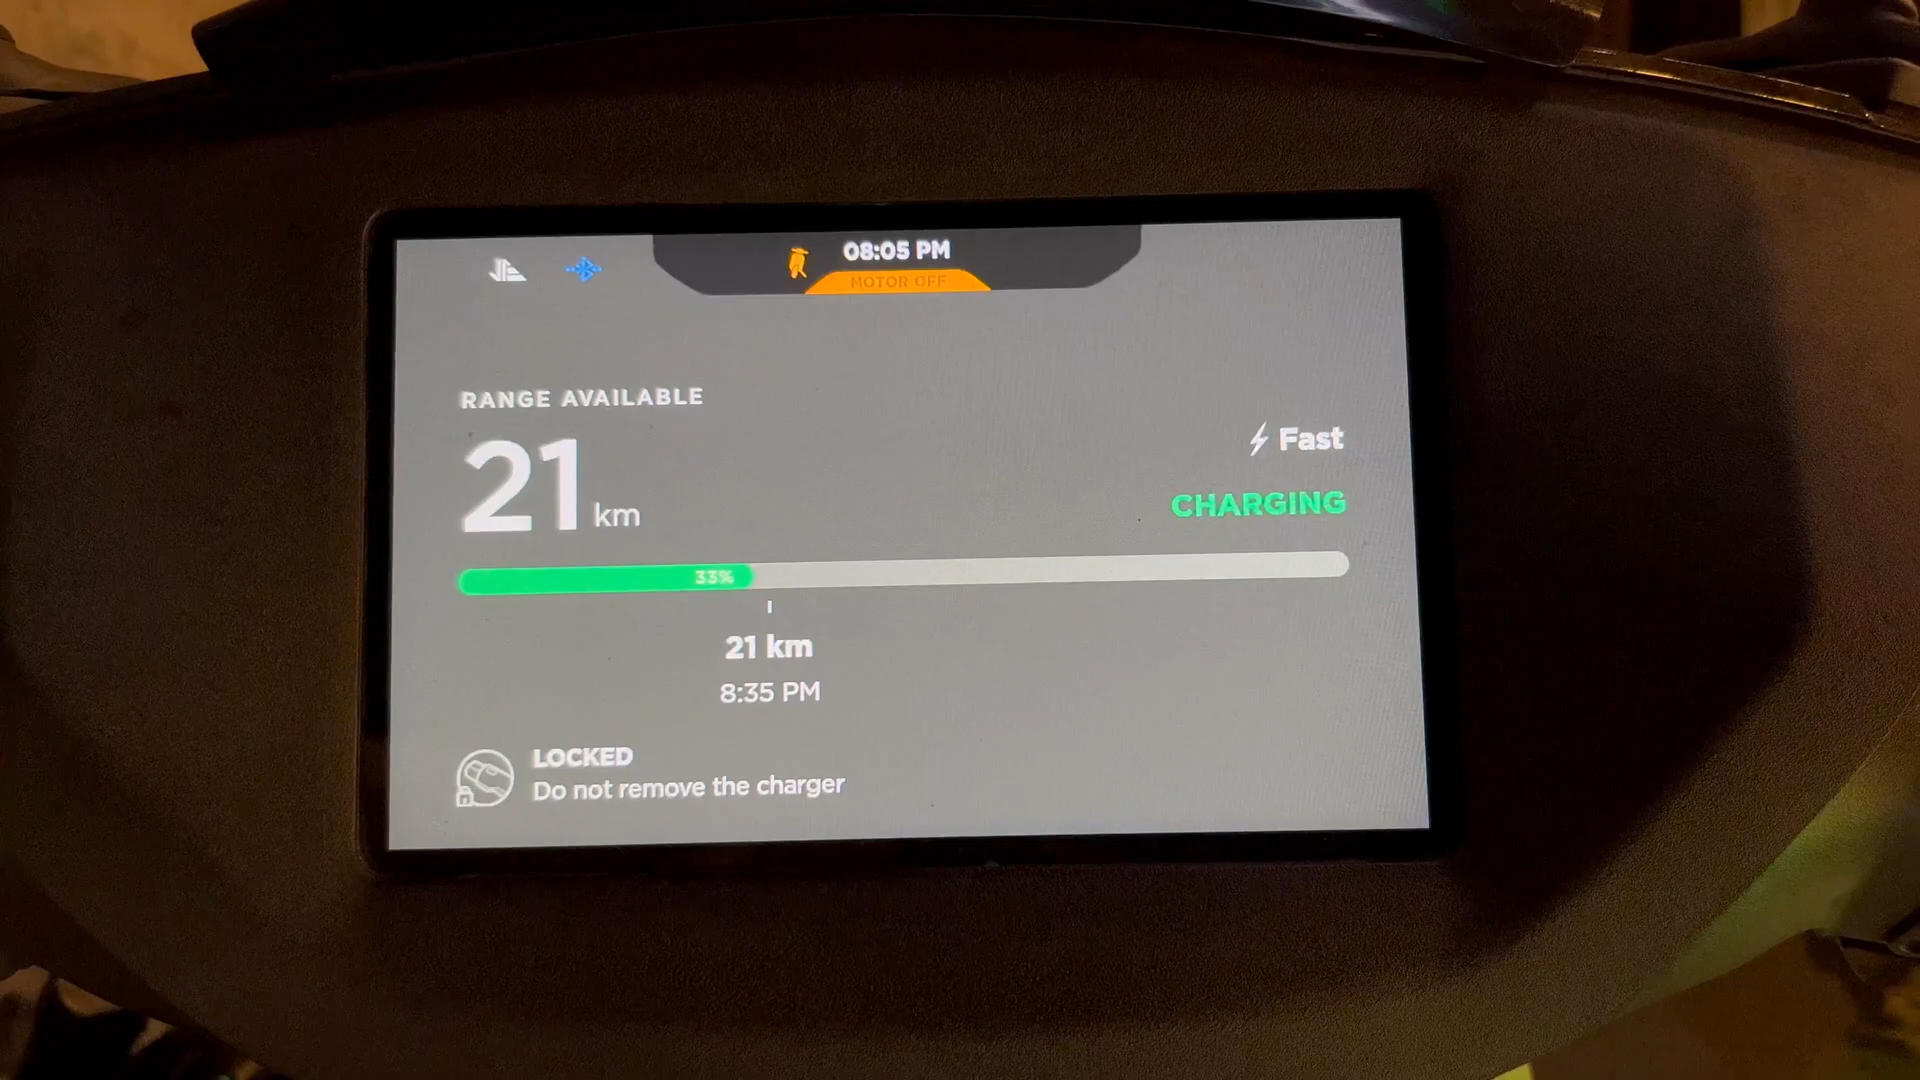 08:05 PM
MOTOR OFF
RANGE AVAILABLE
21 km
Fast
CHARGING
33%
21 km
8:35 PM
LOCKED
Do not remove the charger